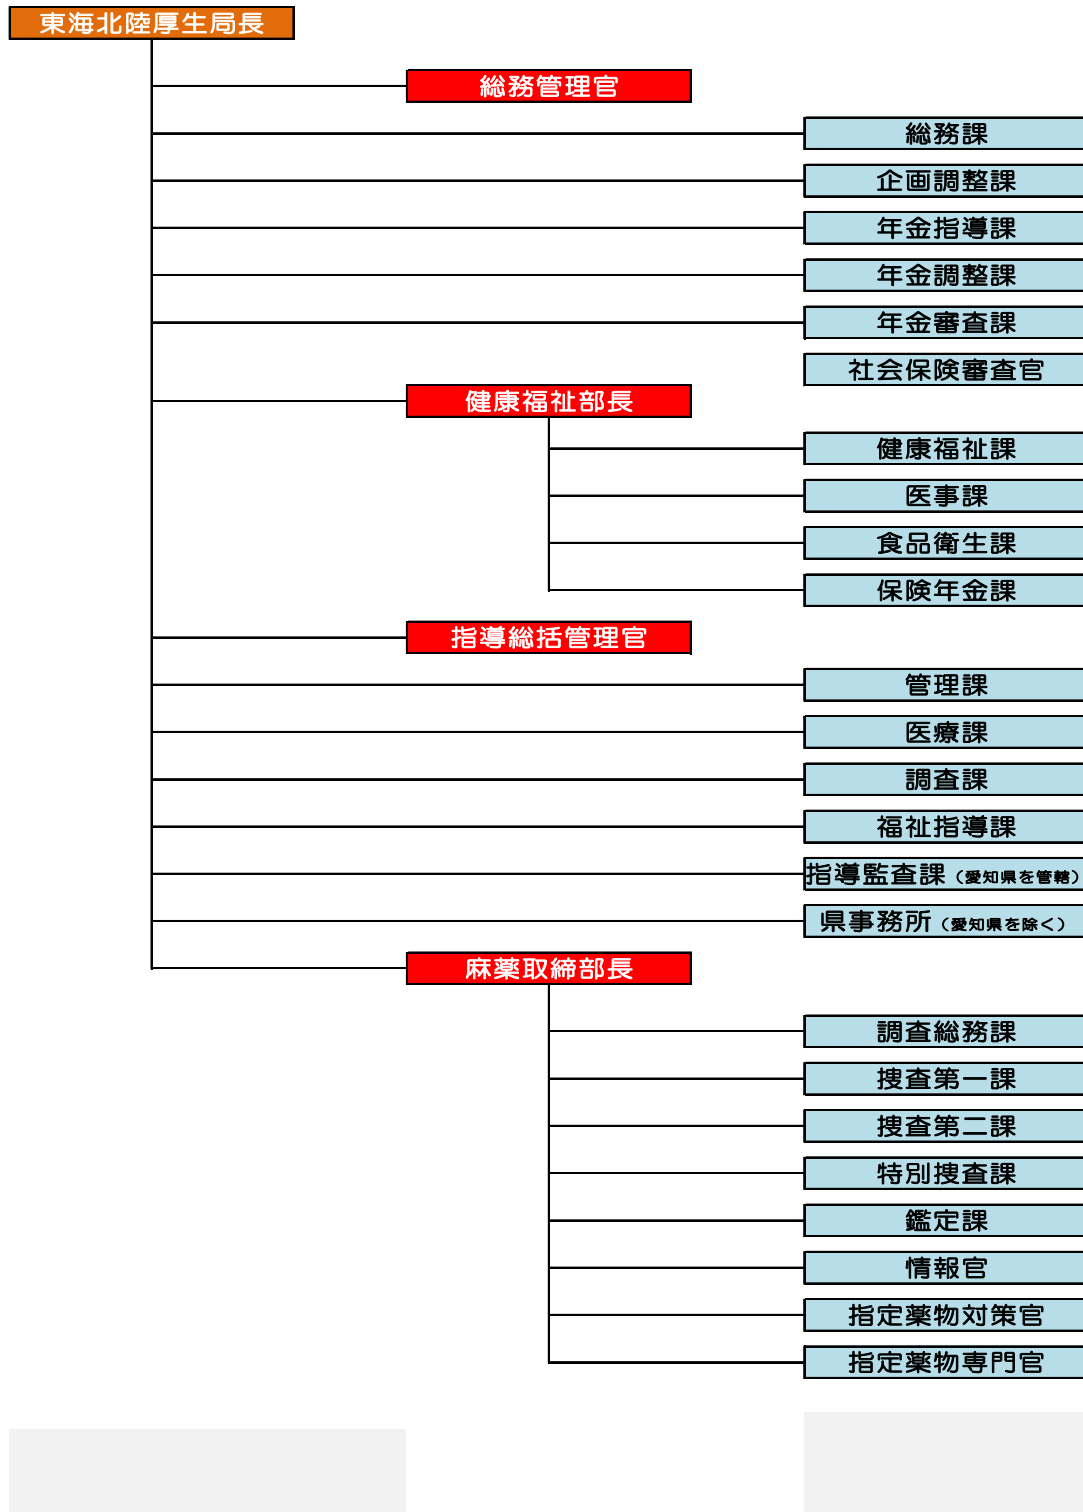 東海北陸厚生局長
総務管理官
総務課
企画調整課
年金指導課
年金調整課
年金審査課
社会保険審査官
健康福祉部長
健康福祉課
医事課
食品衛生課
保険年金課
指導総括管理官
管理課
医療課
調査課
福祉指導課
指導監査課（愛知県を管轄）
県事務所（愛知県を除く）
麻薬取締部長
調査総務課
捜査第一課
捜査第二課
特別捜査課
鑑定課
情報官
指定薬物対策官
指定薬物専門官